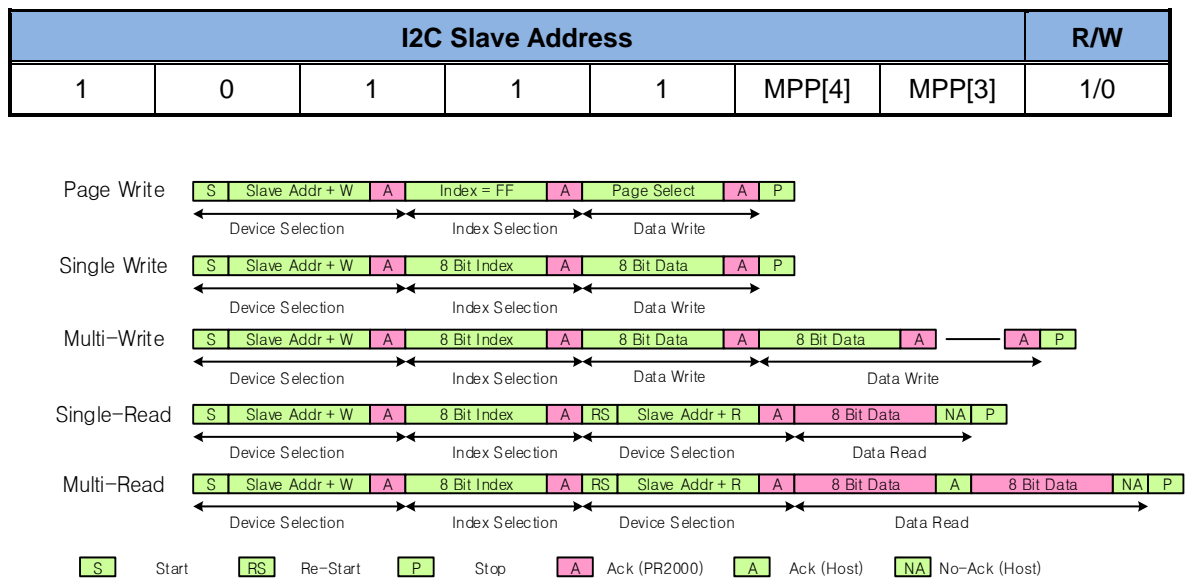 I2C Slave Address R/W
1 0 1 1 1 MPP[4] MPP[3] 1/0
Page Write S Slave Addr + W A Index = FF A Page Select A P
Device Selection Index Selection Data Write
Single Write S Slave Addr + W A 8 Bit Index A 8 Bit Data A P
Device Selection Index Selection Data Write
Multi-Write S Slave Addr + W A 8 Bit Index A 8 Bit Data A 8 Bit Data A A P
Device Selection Index Selection Data Write Data Write
Single-Read S Slave Addr + W A 8 Bit Index A RS Slave Addr + R A 8 Bit Data NA P
Device Selection Index Selection Device Selection Data Read
Multi-Read S Slave Addr + W A 8 Bit Index A RS Slave Addr + R A 8 Bit Data A 8 Bit Data NA P
Device Selection Index Selection Device Selection Data Read
S Start RS Re-Start P Stop A Ack (PR2000) A Ack (Host) NA No-Ack (Host)